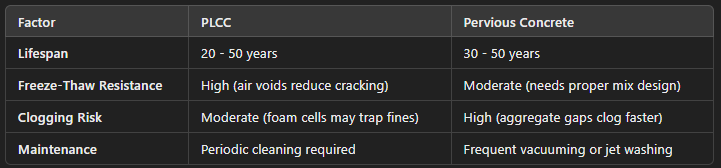 Factor PLCC Pervious Concrete
Lifespan 20 - 50 years 30 - 50 years
Freeze-Thaw Resistance High (air voids reduce cracking) Moderate (needs proper mix design)
Clogging Risk Moderate (foam cells may trap fines) High (aggregate gaps clog faster)
Maintenance Periodic cleaning required Frequent vacuuming or jet washing